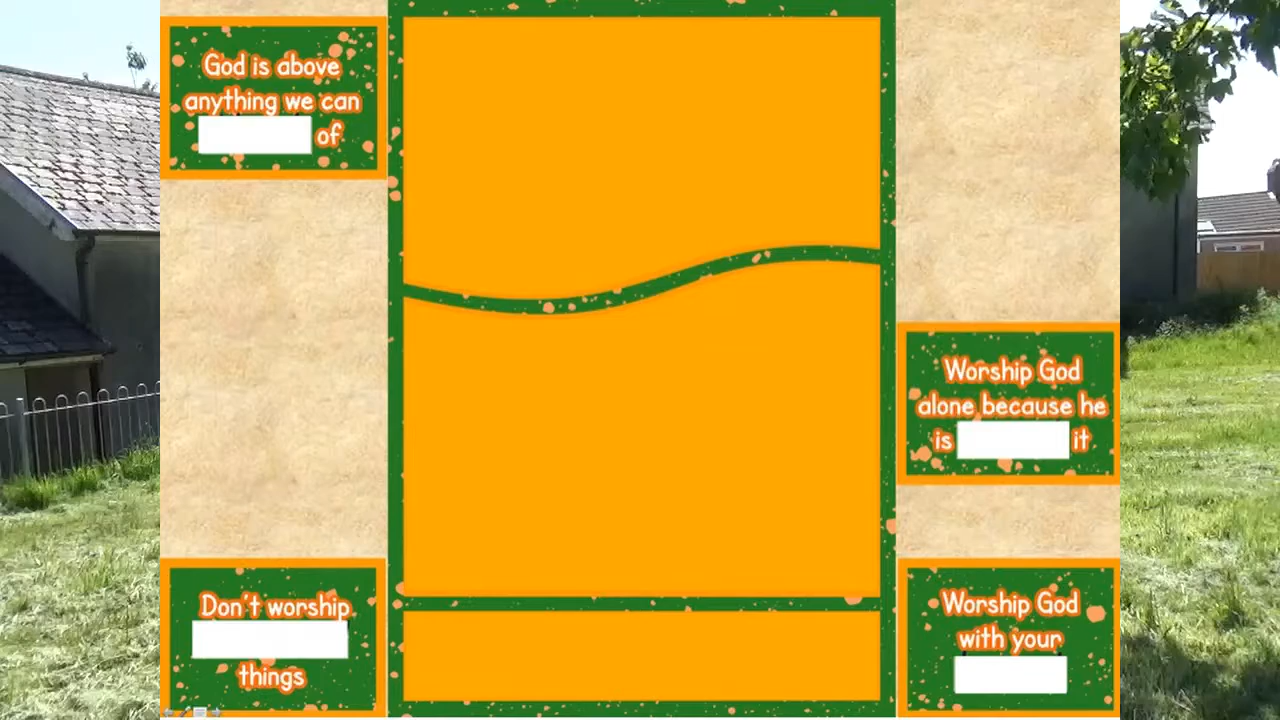 God is above
anything we can
of
Don't worship
things
Worship God
alone because he
is it
Worship God
with your